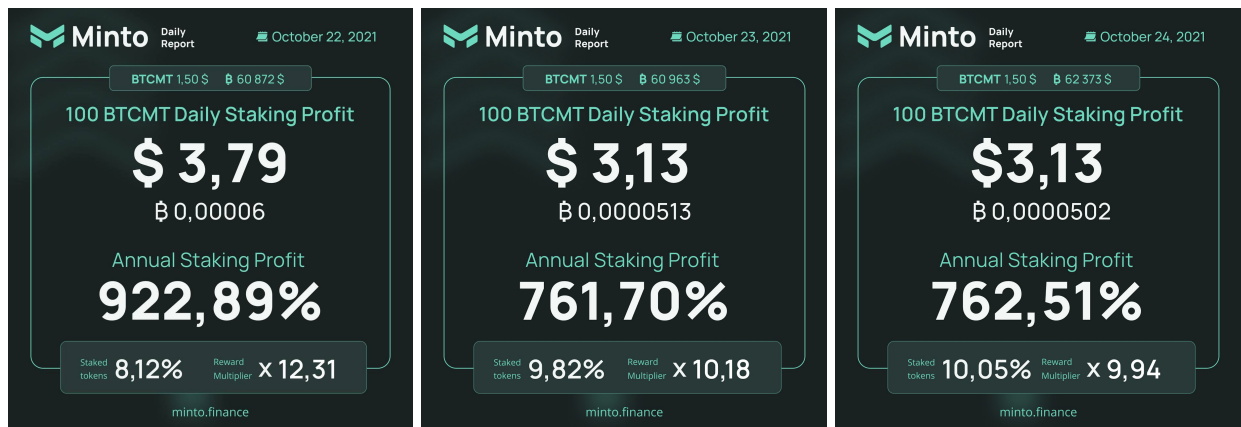 Minto Daily Report October 22, 2021
BTCMT 1,50 $ ₿ 60 872 $
100 BTCMT Daily Staking Profit
$ 3,79
₿ 0,00006
Annual Staking Profit
922,89%
Staked tokens 8,12% Reward Multiplier x 12,31
minto.finance
Minto Daily Report October 23, 2021
BTCMT 1,50 $ ₿ 60 963 $
100 BTCMT Daily Staking Profit
$ 3,13
₿ 0,0000513
Annual Staking Profit
761,70%
Staked tokens 9,82% Reward Multiplier x 10,18
minto.finance
Minto Daily Report October 24, 2021
BTCMT 1,50 $ ₿ 62 373 $
100 BTCMT Daily Staking Profit
$3,13
₿ 0,0000502
Annual Staking Profit
762,51%
Staked tokens 10,05% Reward Multiplier x 9,94
minto.finance